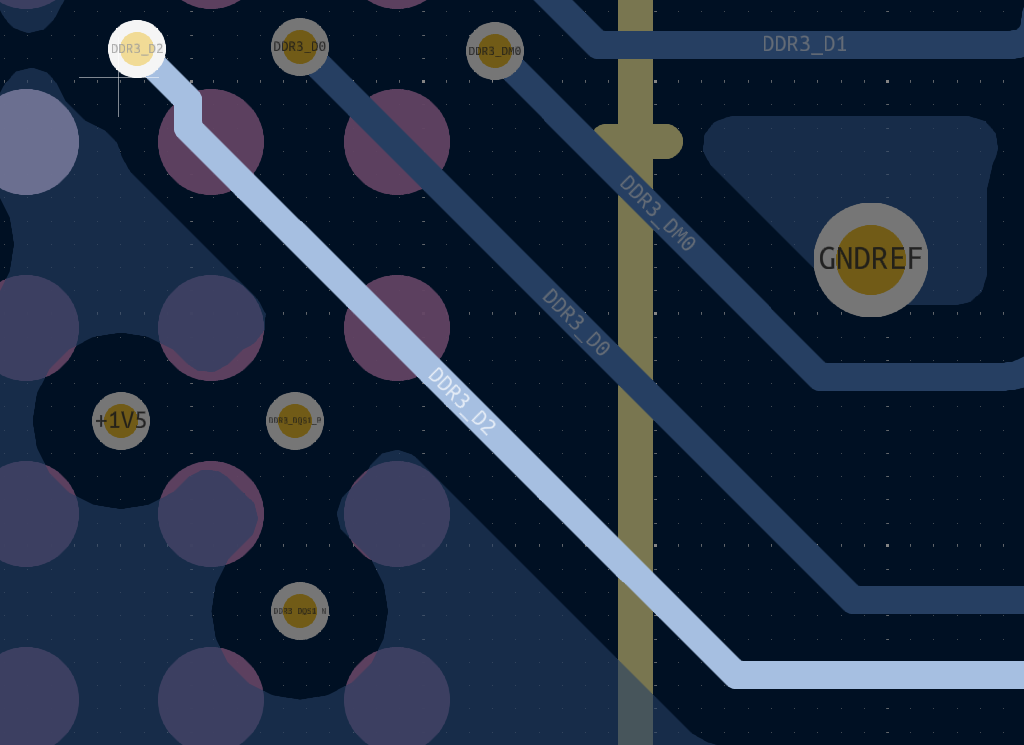 DDR3_D2
DDR3_D0
DDR3_DM0
DDR3_D1
DDR3_DM0
GNDREF
DDR3_D0
DDR3_D2
+1V5
DDR3_DQS1_P
DDR3_DQS1_N